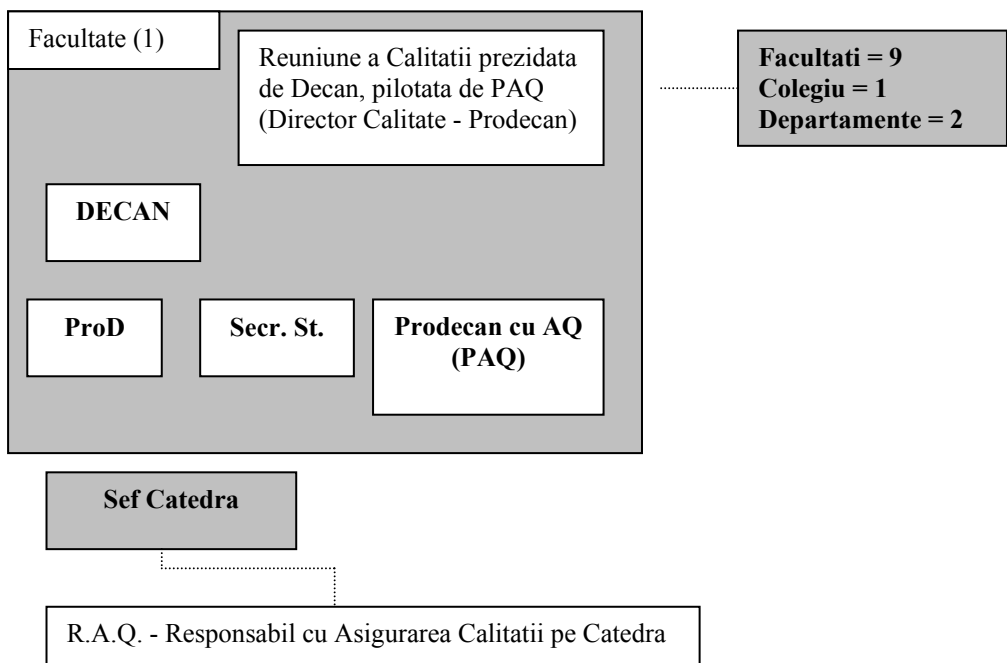 Facultate (1)
Reuniune a Calitatii prezidata
de Decan, pilotata de PAQ
(Director Calitate - Prodecan)
Facultati = 9
Colegiu = 1
Departamente = 2
DECAN
ProD
Secr. St.
Prodecan cu AQ
(PAQ)
Sef Catedra
R.A.Q. - Responsabil cu Asigurarea Calitatii pe Catedra